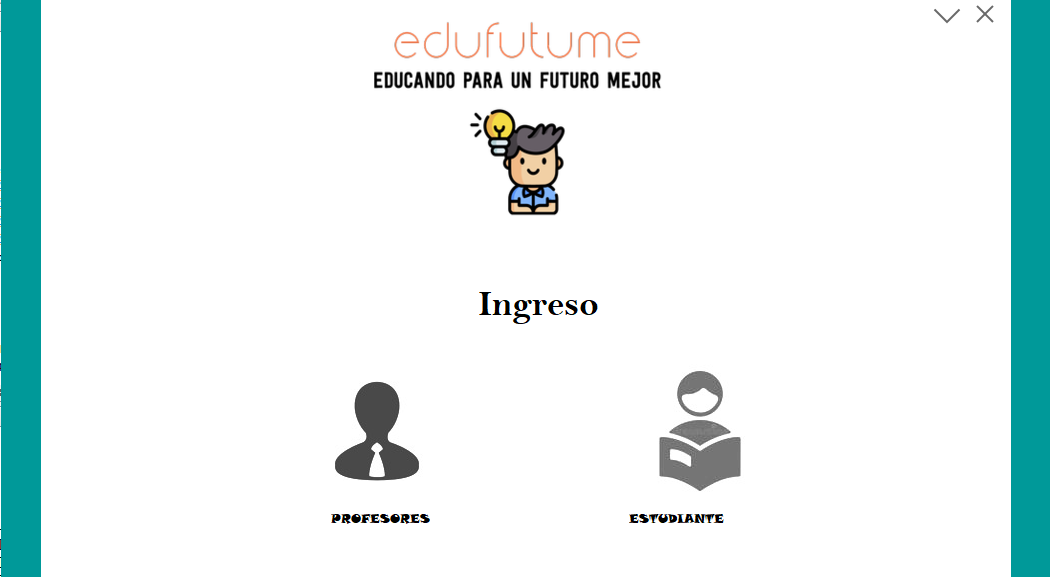 edufutume
EDUCANDO PARA UN FUTURO MEJOR
Ingreso
PROFESORES
ESTUDIANTE